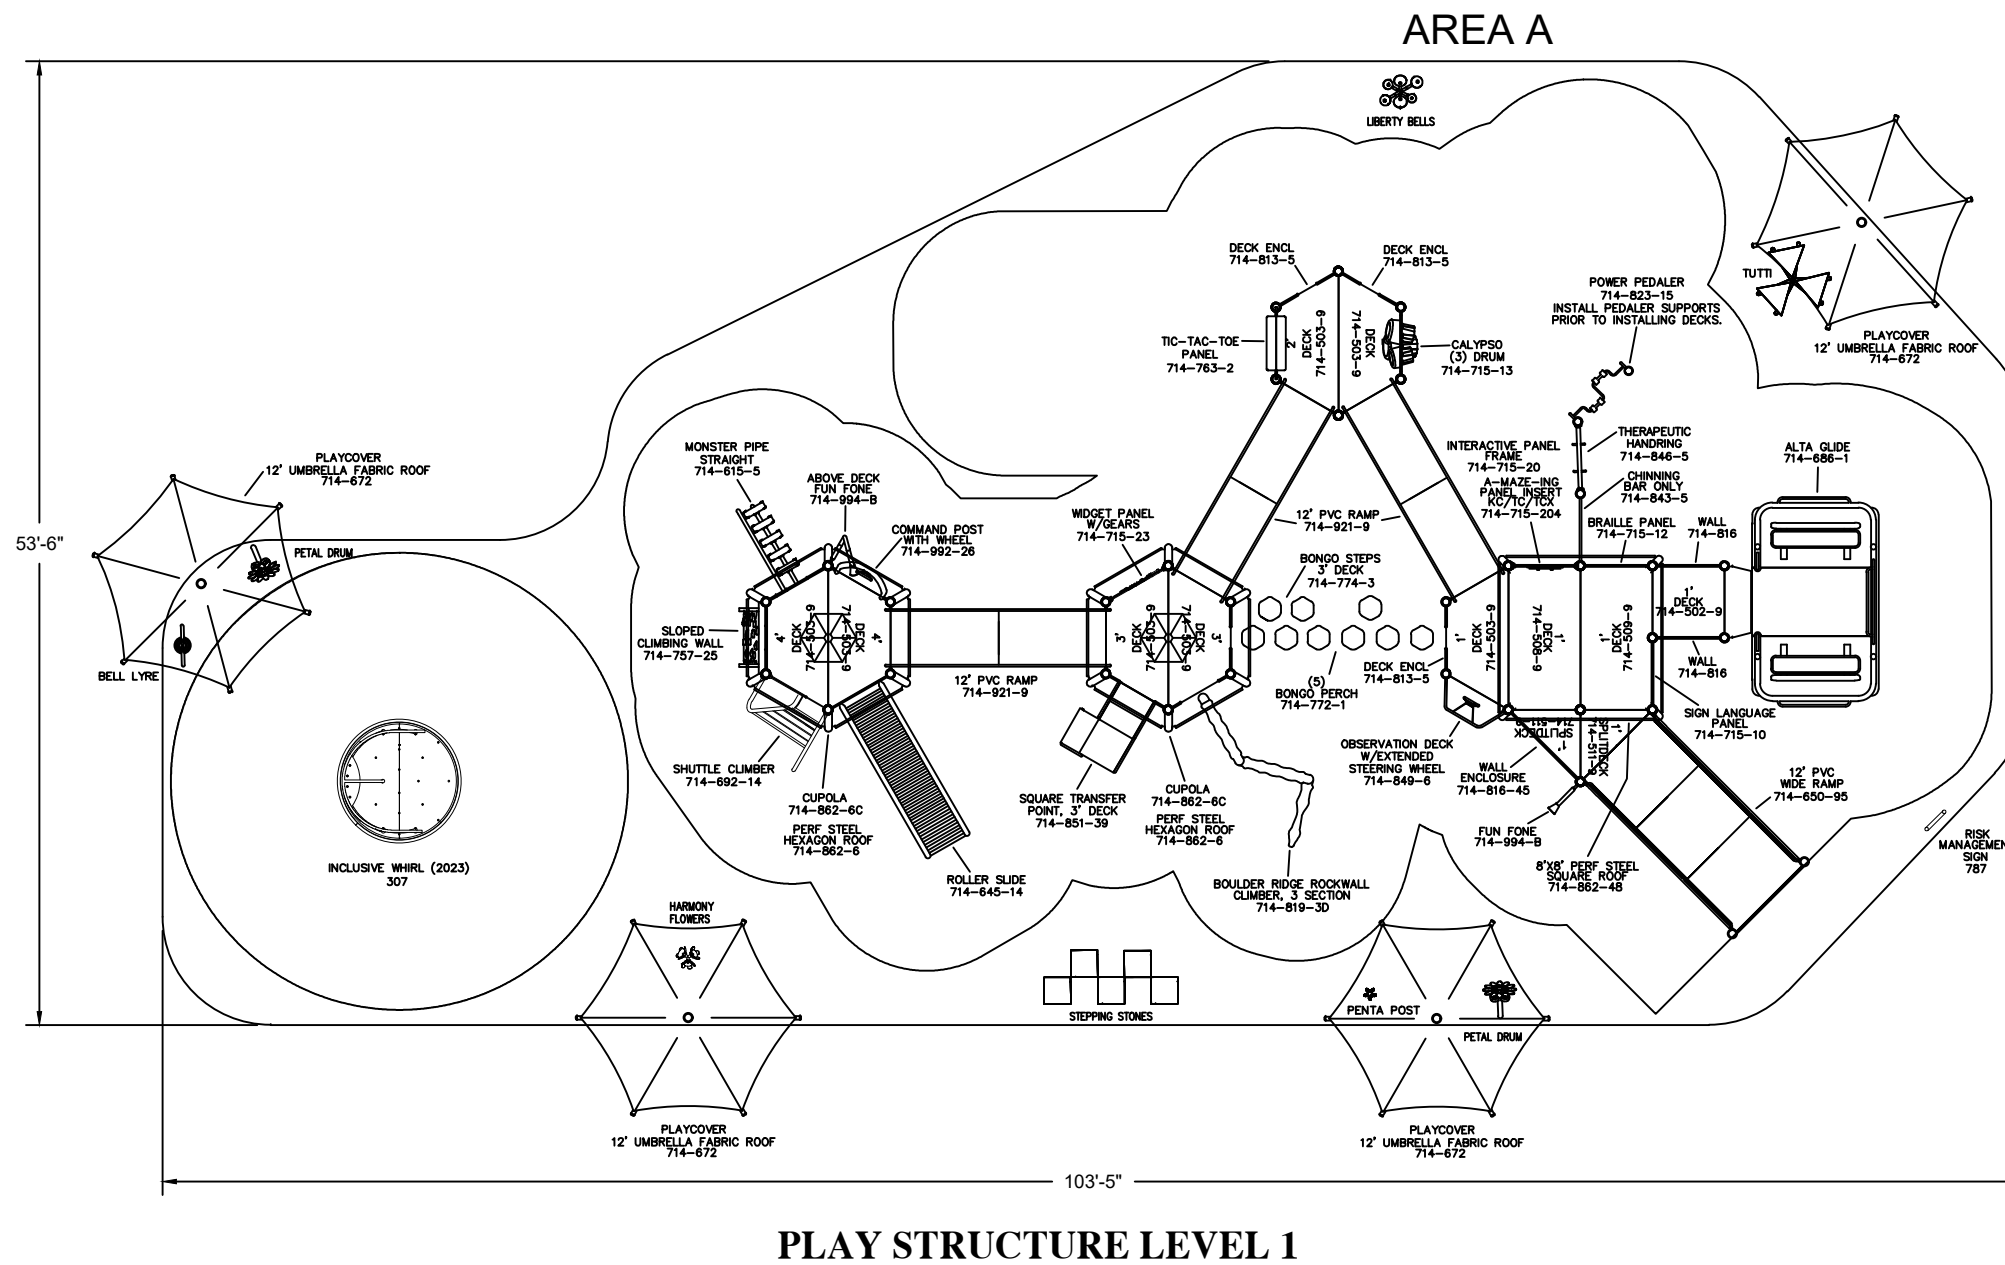 AREA A
LIBERTY BELLS
53'-6"
DECK ENCL
714-813-5
DECK ENCL
714-813-5
TUTTI
POWER PEDALER
714-823-15
INSTALL PEDALER SUPPORTS
PRIOR TO INSTALLING DECKS.
PLAYCOVER
12' UMBRELLA FABRIC ROOF
714-672
TIC-TAC-TOE
PANEL
714-763-2
2'
DECK
714-503-9
DECK
714-503-9
CALYPSO
(3) DRUM
714-715-13
PLAYCOVER
12' UMBRELLA FABRIC ROOF
714-672
MONSTER PIPE
STRAIGHT
714-615-5
ABOVE DECK
FUN FONE
714-994-B
COMMAND POST
WITH WHEEL
714-992-26
WIDGET PANEL
W/GEARS
714-715-23
12' PVC RAMP
714-921-9
INTERACTIVE PANEL
FRAME
714-715-20
A-MAZE-ING
PANEL INSERT
KC/TC/TCX
714-715-204
THERAPEUTIC
HANDRING
714-846-5
CHINNING
BAR ONLY
714-843-5
BRAILLE PANEL
714-715-12
WALL
714-816
ALTA GLIDE
714-686-1
PETAL DRUM
BELL LYRE
BONGO STEPS
3' DECK
714-774-3
SLOPED
CLIMBING WALL
714-757-25
4'
DECK
714-503-9
4'
DECK
714-503-9
3'
DECK
714-503-9
3'
DECK
714-503-9
1'
DECK
714-503-9
1'
DECK
714-508-9
1'
DECK
714-509-9
1'
DECK
714-502-9
WALL
714-816
12' PVC RAMP
714-921-9
DECK ENCL
714-813-5
(5)
BONGO PERCH
714-772-1
SIGN LANGUAGE
PANEL
714-715-10
1'
SPLITDECK
1'
SPLITDECK
714-511-9
OBSERVATION DECK
W/EXTENDED
STEERING WHEEL
714-849-6
WALL
ENCLOSURE
714-816-45
12' PVC
WIDE RAMP
714-650-95
SHUTTLE CLIMBER
714-692-14
CUPOLA
714-862-6C
PERF STEEL
HEXAGON ROOF
714-862-6
SQUARE TRANSFER
POINT, 3' DECK
714-851-39
CUPOLA
714-862-6C
PERF STEEL
HEXAGON ROOF
714-862-6
FUN FONE
714-994-B
8'X8' PERF STEEL
SQUARE ROOF
714-862-48
RISK
MANAGEMEN
SIGN
787
INCLUSIVE WHIRL (2023)
307
ROLLER SLIDE
714-645-14
BOULDER RIDGE ROCKWALL
CLIMBER, 3 SECTION
714-819-3D
HARMONY
FLOWERS
STEPPING STONES
PENTA POST
PETAL DRUM
PLAYCOVER
12' UMBRELLA FABRIC ROOF
714-672
PLAYCOVER
12' UMBRELLA FABRIC ROOF
714-672
103'-5"
PLAY STRUCTURE LEVEL 1